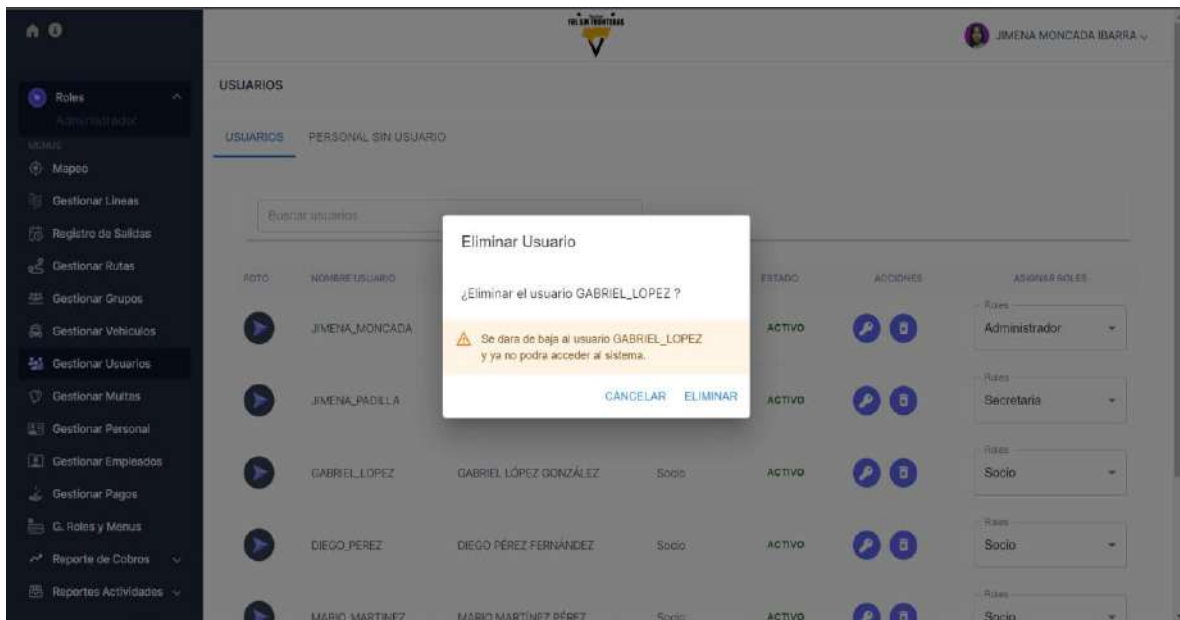 FUL SIN FRONTERAS
JIMENA MONCADA IBARRA
Roles
Administrador
MENUS
Mapeo
Gestionar Lineas
Registro de Salidas
Gestionar Rutas
Gestionar Grupos
Gestionar Vehiculos
Gestionar Usuarios
Gestionar Multas
Gestionar Personal
Gestionar Empleados
Gestionar Pagos
G. Roles y Menus
Reporte de Cobros
Reportes Actividades
USUARIOS
USUARIOS PERSONAL SIN USUARIO
Buscar usuarios
Eliminar Usuario
¿Eliminar el usuario GABRIEL_LOPEZ ?
Se dara de baja al usuario GABRIEL_LOPEZ
y ya no podra acceder al sistema.
CANCELAR ELIMINAR
FOTO NOMBRE USUARIO ESTADO ACCIONES ASIGNAR ROLES
Roles
JIMENA_MONCADA ACTIVO Administrador
Roles
JIMENA_PADILLA ACTIVO Secretaria
Roles
GABRIEL_LOPEZ GABRIEL LÓPEZ GONZÁLEZ Socio ACTIVO Socio
Roles
DIEGO_PEREZ DIEGO PÉREZ FERNÁNDEZ Socio ACTIVO Socio
Roles
MARIO_MARTINEZ MARIO MARTÍNEZ PÉREZ Socio ACTIVO Socio